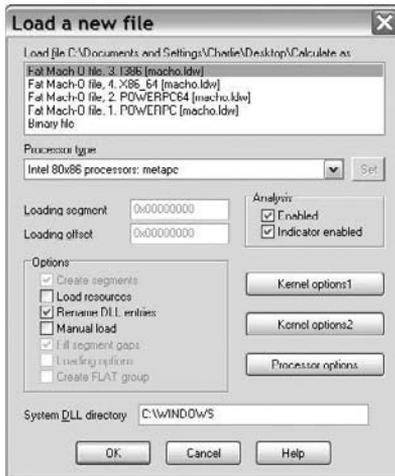 Load a new file
Load file C:\Documents and Settings\Charlie\Desktop\Calculate as
Fat Mach-O file, 3. I386 [macho.ldw]
Fat Mach-O file, 4. X86_64 [macho.ldw]
Fat Mach-O file, 2. POWERPC64 [macho.ldw]
Fat Mach-O file, 1. POWERPC [macho.ldw]
Binary file
Processor type
Intel 80x86 processors: metapc
Set
Loading segment 0x00000000
Loading offset 0x00000000
Analysis
Enabled
Indicator enabled
Options
Create segments
Load resources
Rename DLL entries
Manual load
Fill segment gaps
Loading options
Create FLAT group
Kernel options1
Kernel options2
Processor options
System DLL directory C:\WINDOWS
OK Cancel Help